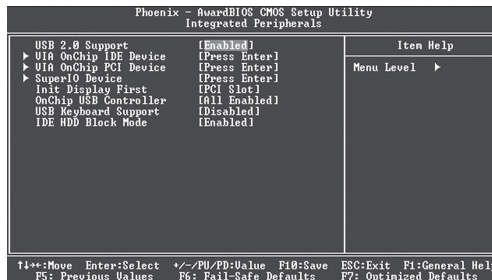 Phoenix - AwardBIOS CMOS Setup Utility
Integrated Peripherals
USB 2.0 Support [Enabled] Item Help
▶ VIA OnChip IDE Device [Press Enter]
▶ VIA OnChip PCI Device [Press Enter] Menu Level ▶
▶ SuperIO Device [Press Enter]
Init Display First [PCI Slot]
OnChip USB Controller [All Enabled]
USB Keyboard Support [Disabled]
IDE HDD Block Mode [Enabled]
↑↓→←:Move Enter:Select +/-/PU/PD:Value F10:Save ESC:Exit F1:General Hel
F5: Previous Values F6: Fail-Safe Defaults F7: Optimized Defaults